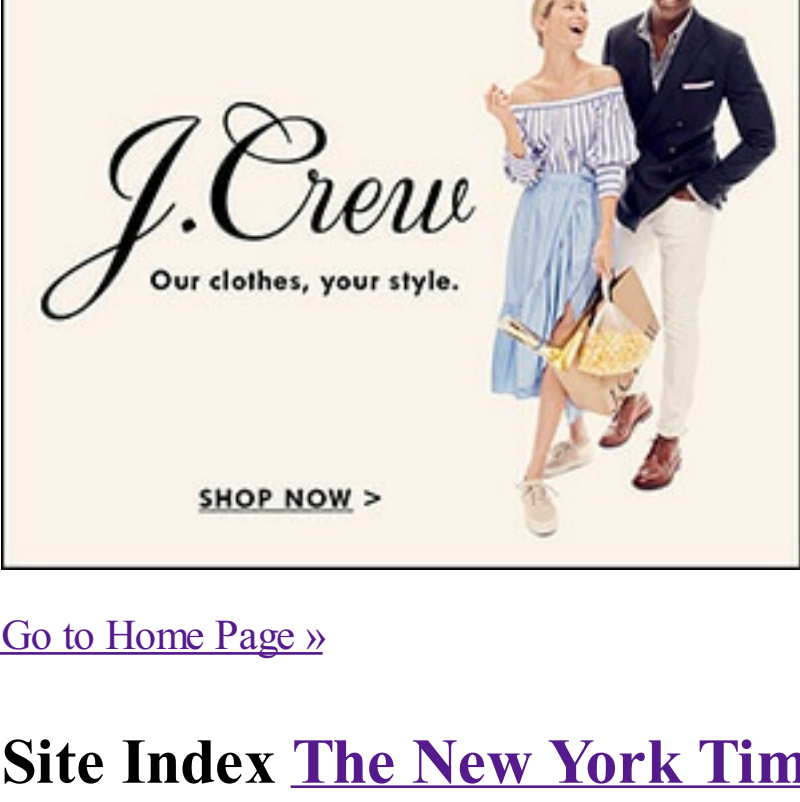 J.Crew
Our clothes, your style.
SHOP NOW >
Go to Home Page »
Site Index The New York Tim